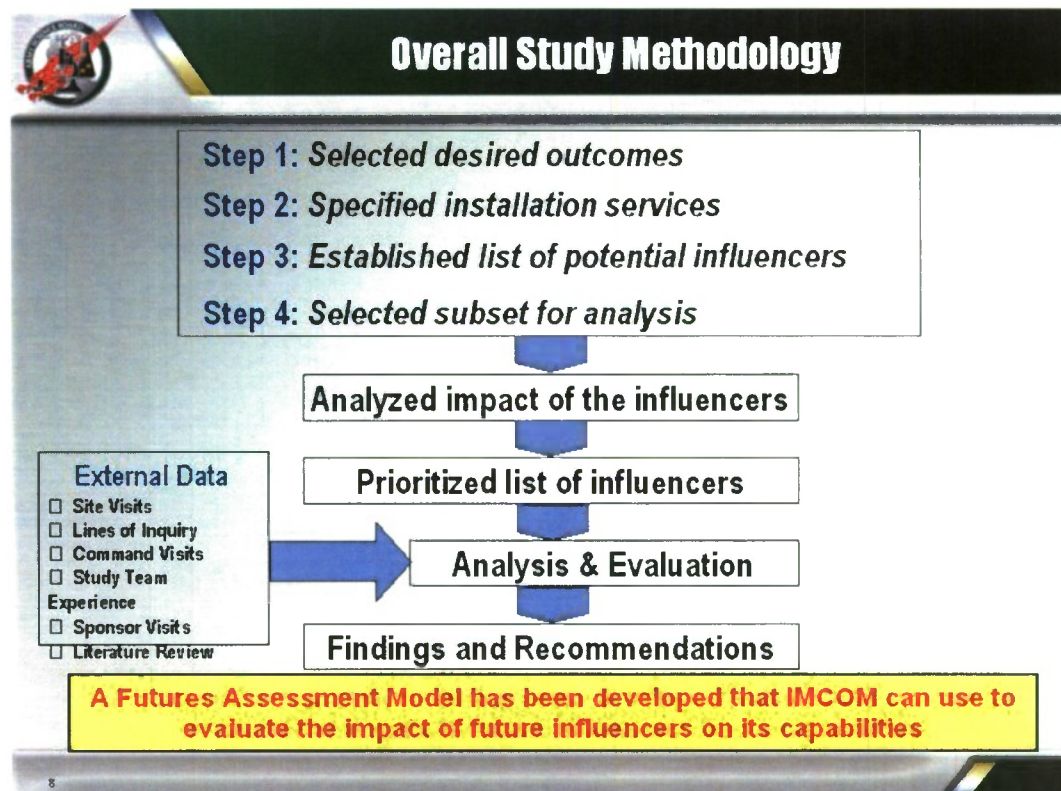 Overall Study Methodology
Step 1: Selected desired outcomes
Step 2: Specified installation services
Step 3: Established list of potential influencers
Step 4: Selected subset for analysis
Analyzed impact of the influencers
Prioritized list of influencers
External Data
☐ Site Visits
☐ Lines of Inquiry
☐ Command Visits
☐ Study Team
Experience
☐ Sponsor Visits
☐ Literature Review
Analysis & Evaluation
Findings and Recommendations
A Futures Assessment Model has been developed that IMCOM can use to
evaluate the impact of future influencers on its capabilities
8